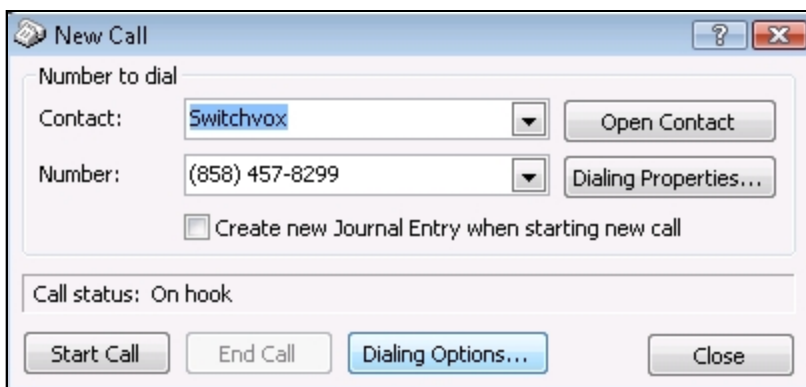 New Call
Number to dial
Contact: Switchvox Open Contact
Number: (858) 457-8299 Dialing Properties...
Create new Journal Entry when starting new call
Call status: On hook
Start Call End Call Dialing Options... Close